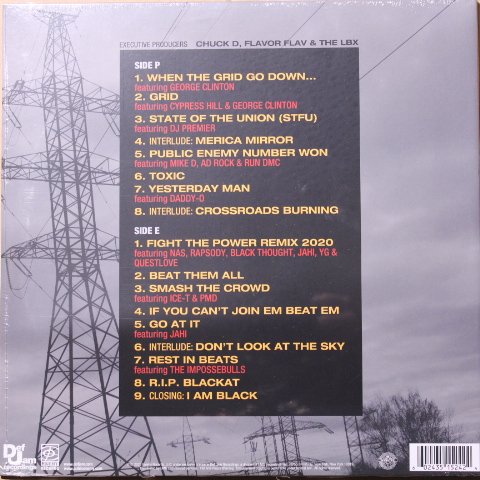 EXECUTIVE PRODUCERS CHUCK D, FLAVOR FLAV & THE LBX
SIDE P
1. WHEN THE GRID GO DOWN...
featuring GEORGE CLINTON
2. GRID
featuring CYPRESS HILL & GEORGE CLINTON
3. STATE OF THE UNION (STFU)
featuring DJ PREMIER
4. INTERLUDE: MERICA MIRROR
5. PUBLIC ENEMY NUMBER WON
featuring MIKE D, AD ROCK & RUN DMC
6. TOXIC
7. YESTERDAY MAN
featuring DADDY-O
8. INTERLUDE: CROSSROADS BURNING
SIDE E
1. FIGHT THE POWER REMIX 2020
featuring NAS, RAPSODY, BLACK THOUGHT, JAHI, YG &
QUESTLOVE
2. BEAT THEM ALL
3. SMASH THE CROWD
featuring ICE-T & PMD
4. IF YOU CAN'T JOIN EM BEAT EM
5. GO AT IT
featuring JAHI
6. INTERLUDE: DON'T LOOK AT THE SKY
7. REST IN BEATS
featuring THE IMPOSSEBULLS
8. R.I.P. BLACKAT
9. CLOSING: I AM BLACK
Def Jam
recordings